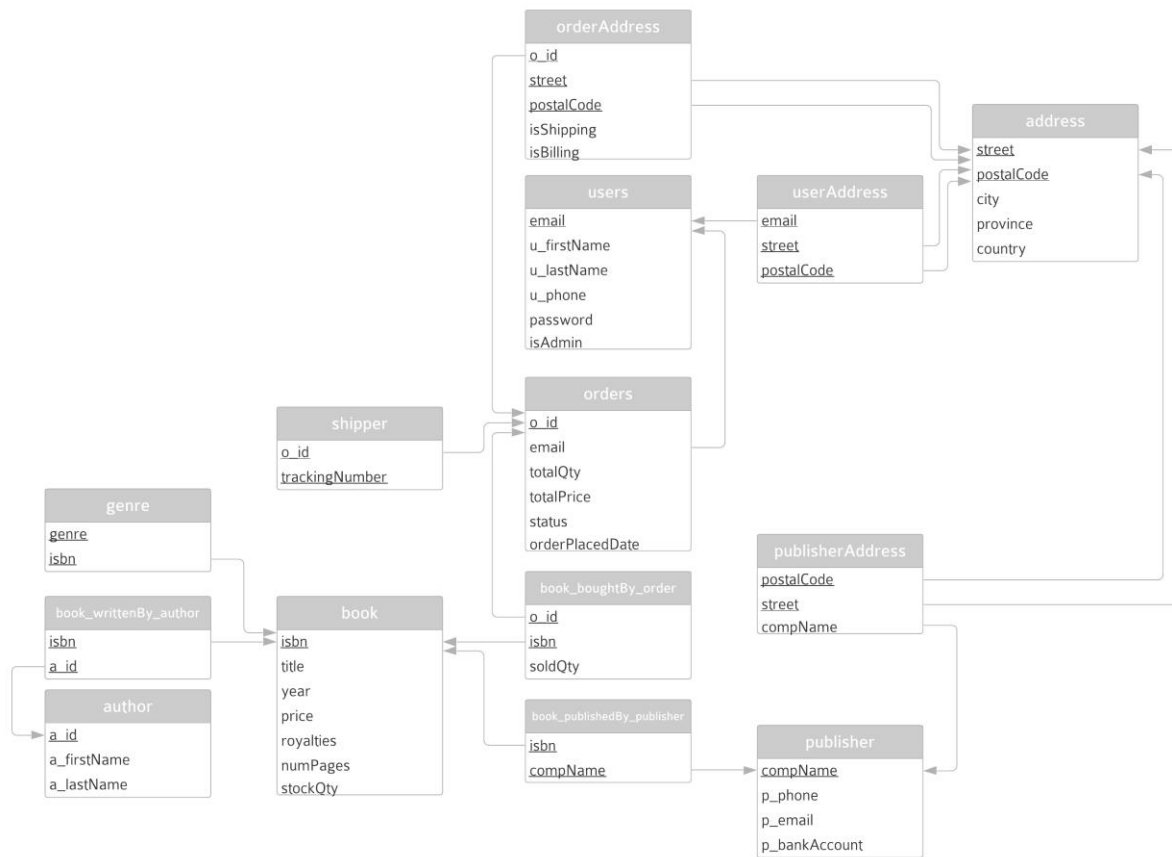 orderAddress
o_id
street
postalCode
isShipping
isBilling
address
street
postalCode
city
province
country
users
email
u_firstName
u_lastName
u_phone
password
isAdmin
userAddress
email
street
postalCode
orders
o_id
email
totalQty
totalPrice
status
orderPlacedDate
shipper
o_id
trackingNumber
genre
genre
isbn
book_writtenBy_author
isbn
a_id
author
a_id
a_firstName
a_lastName
book
isbn
title
year
price
royalties
numPages
stockQty
book_boughtBy_order
o_id
isbn
soldQty
book_publishedBy_publisher
isbn
compName
publisherAddress
postalCode
street
compName
publisher
compName
p_phone
p_email
p_bankAccount